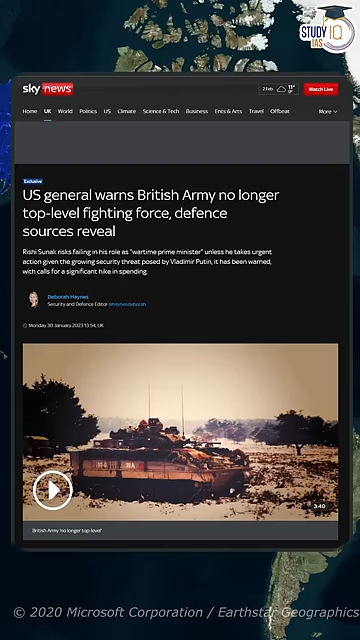 STUDY IQ
IAS
sky news
2 Feb 11°
Watch Live
Home UK World Politics US Climate Science & Tech Business Ents & Arts Travel Offbeat More
Exclusive
US general warns British Army no longer
top-level fighting force, defence
sources reveal
Rishi Sunak risks failing in his role as "wartime prime minister" unless he takes urgent
action given the growing security threat posed by Vladimir Putin, it has been warned,
with calls for a significant hike in spending.
Deborah Haynes
Security and Defence Editor @haynesdeborah
Monday 30 January 2023 13:54, UK
3:40
British Army 'no longer top-level'
© 2020 Microsoft Corporation / Earthstar Geographics